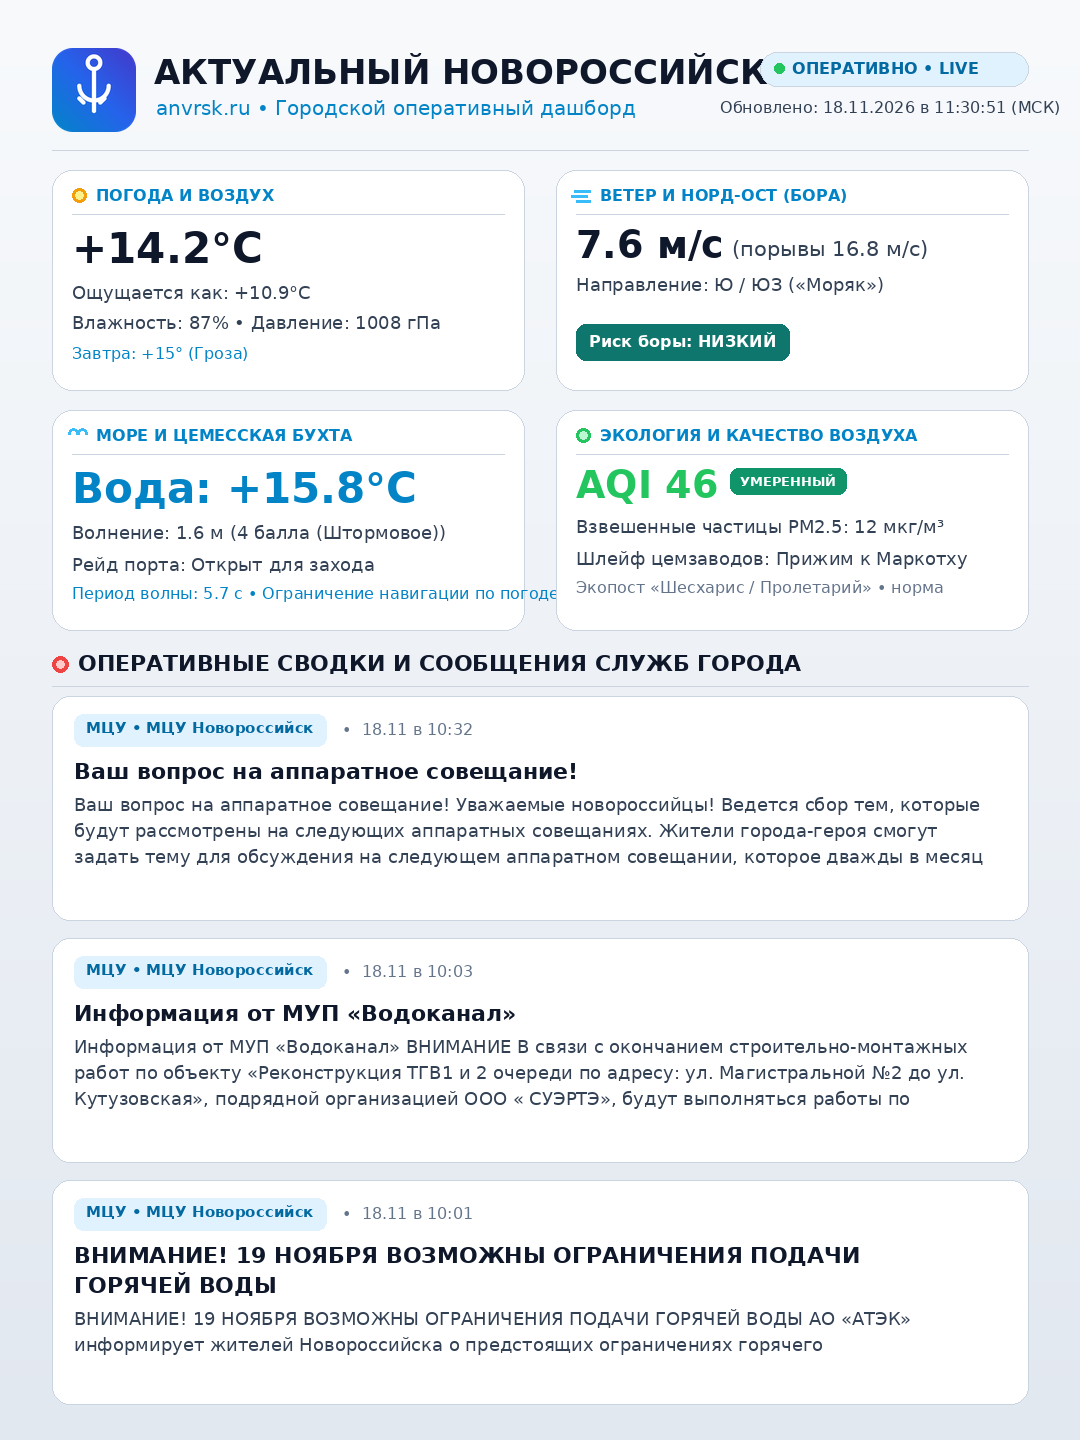 АКТУАЛЬНЫЙ НОВОРОССИЙСК
ОПЕРАТИВНО • LIVE
anvrsk.ru • Городской оперативный дашборд
Обновлено: 18.11.2026 в 11:30:51 (МСК)
ПОГОДА И ВОЗДУХ
+14.2°C
Ощущается как: +10.9°C
Влажность: 87% • Давление: 1008 гПа
Завтра: +15° (Гроза)
ВЕТЕР И НОРД-ОСТ (БОРА)
7.6 м/с (порывы 16.8 м/с)
Направление: Ю / ЮЗ («Моряк»)
Риск боры: НИЗКИЙ
МОРЕ И ЦЕМЕССКАЯ БУХТА
Вода: +15.8°C
Волнение: 1.6 м (4 балла (Штормовое))
Рейд порта: Открыт для захода
Период волны: 5.7 с • Ограничение навигации по погоде
ЭКОЛОГИЯ И КАЧЕСТВО ВОЗДУХА
AQI 46 УМЕРЕННЫЙ
Взвешенные частицы PM2.5: 12 мкг/м³
Шлейф цемзаводов: Прижим к Маркотху
Экопост «Шесхарис / Пролетарий» • норма
ОПЕРАТИВНЫЕ СВОДКИ И СООБЩЕНИЯ СЛУЖБ ГОРОДА
МЦУ • МЦУ Новороссийск • 18.11 в 10:32
Ваш вопрос на аппаратное совещание!
Ваш вопрос на аппаратное совещание! Уважаемые новороссийцы! Ведется сбор тем, которые
будут рассмотрены на следующих аппаратных совещаниях. Жители города-героя смогут
задать тему для обсуждения на следующем аппаратном совещании, которое дважды в месяц
МЦУ • МЦУ Новороссийск • 18.11 в 10:03
Информация от МУП «Водоканал»
Информация от МУП «Водоканал» ВНИМАНИЕ В связи с окончанием строительно-монтажных
работ по объекту «Реконструкция ТГВ1 и 2 очереди по адресу: ул. Магистральной №2 до ул.
Кутузовская», подрядной организацией ООО « СУЭРТЭ», будут выполняться работы по
МЦУ • МЦУ Новороссийск • 18.11 в 10:01
ВНИМАНИЕ! 19 НОЯБРЯ ВОЗМОЖНЫ ОГРАНИЧЕНИЯ ПОДАЧИ
ГОРЯЧЕЙ ВОДЫ
ВНИМАНИЕ! 19 НОЯБРЯ ВОЗМОЖНЫ ОГРАНИЧЕНИЯ ПОДАЧИ ГОРЯЧЕЙ ВОДЫ АО «АТЭК»
информирует жителей Новороссийска о предстоящих ограничениях горячего